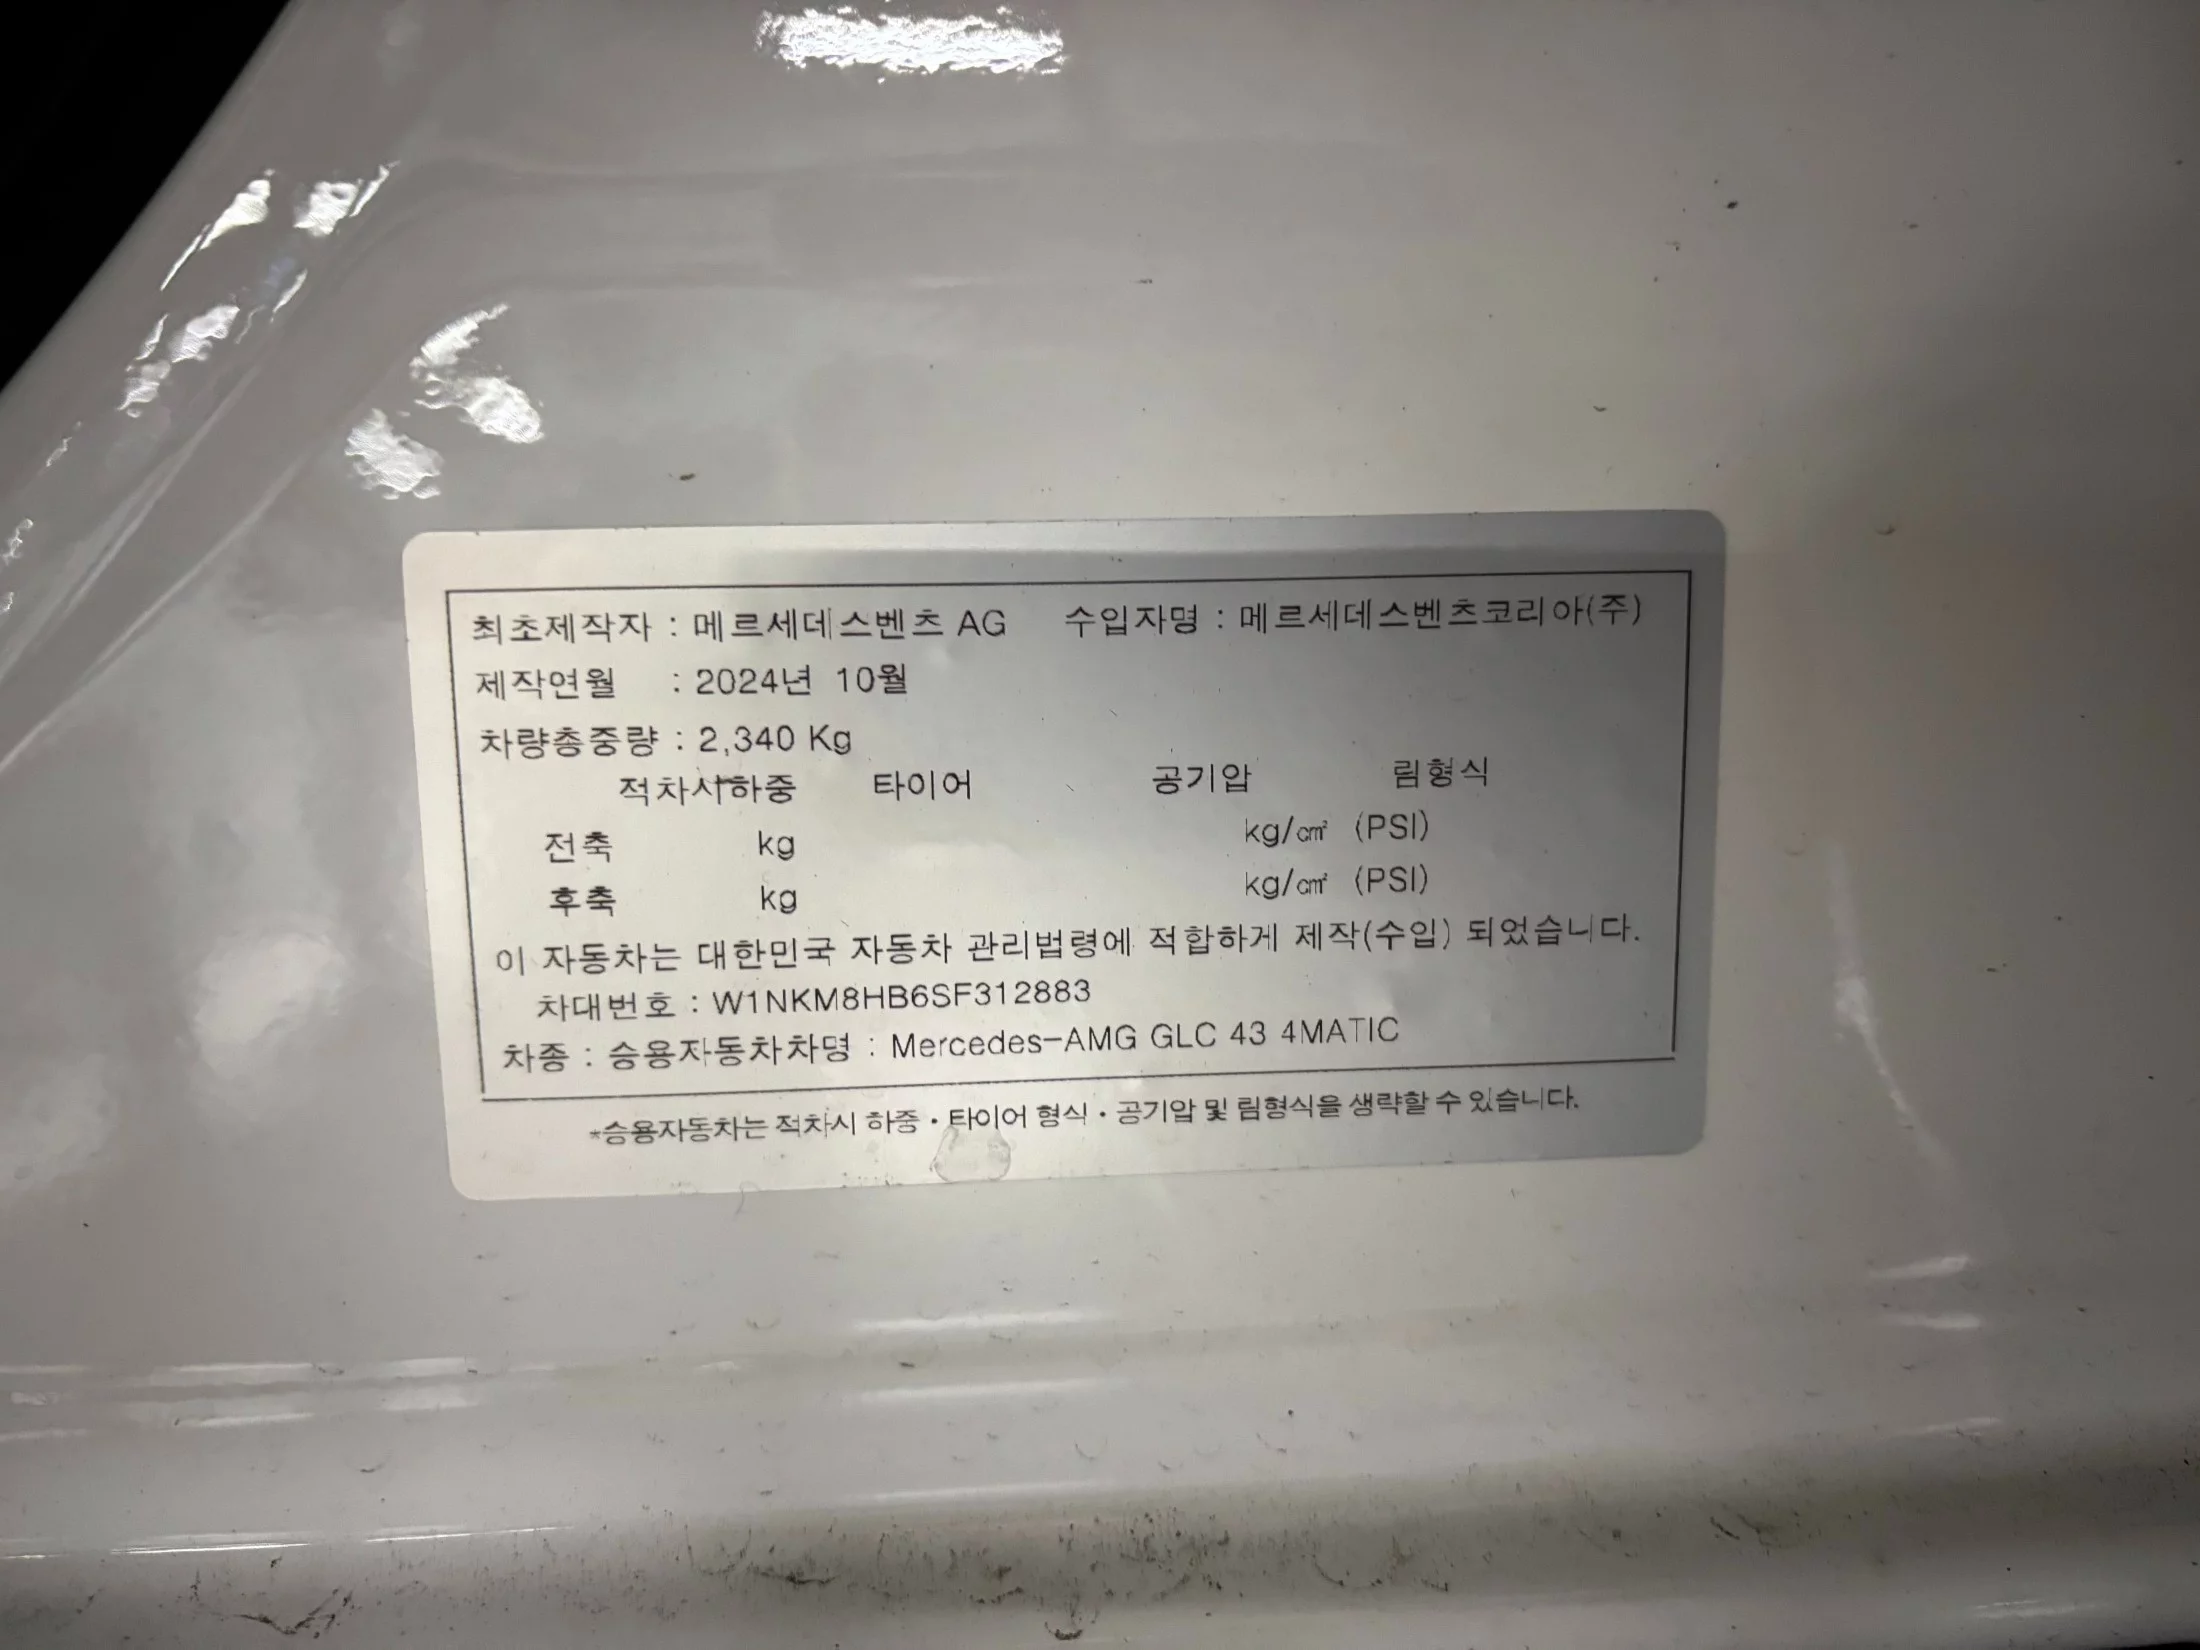 최초제작자 : 메르세데스벤츠 AG 수입자명 : 메르세데스벤츠코리아(주)
제작연월 : 2024년 10월
차량총중량 : 2,340 Kg
적차시하중 타이어 공기압 림형식
전축 kg kg/㎠ (PSI)
후축 kg kg/㎠ (PSI)
이 자동차는 대한민국 자동차 관리법령에 적합하게 제작(수입) 되었습니다.
차대번호 : W1NKM8HB6SF312883
차종 : 승용자동차차명 : Mercedes-AMG GLC 43 4MATIC
*승용자동차는 적차시 하중·타이어 형식·공기압 및 림형식을 생략할 수 있습니다.